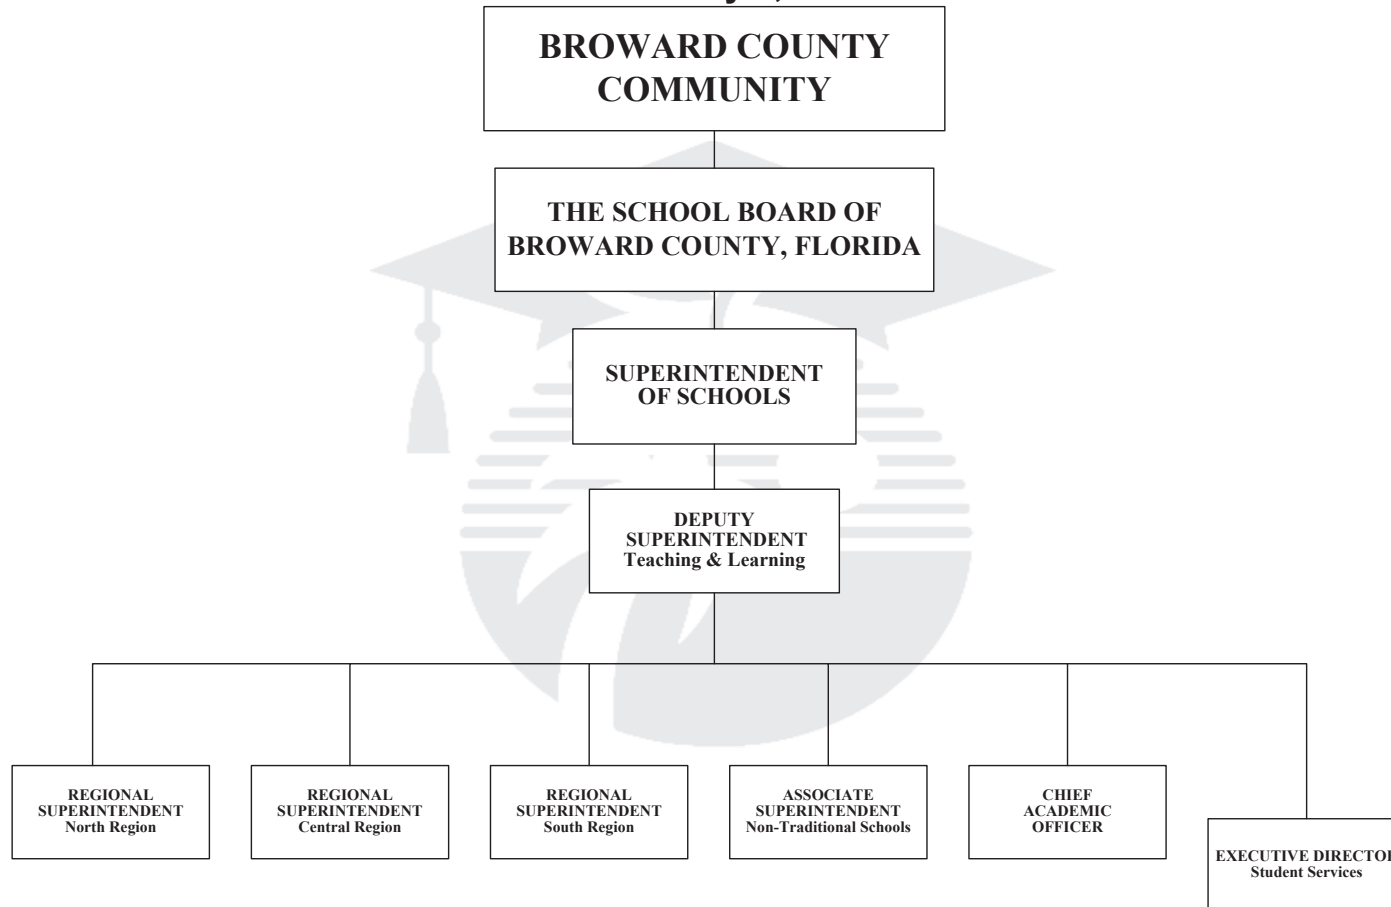 BROWARD COUNTY
COMMUNITY
THE SCHOOL BOARD OF
BROWARD COUNTY, FLORIDA
SUPERINTENDENT
OF SCHOOLS
DEPUTY
SUPERINTENDENT
Teaching & Learning
REGIONAL
SUPERINTENDENT
North Region
REGIONAL
SUPERINTENDENT
Central Region
REGIONAL
SUPERINTENDENT
South Region
ASSOCIATE
SUPERINTENDENT
Non-Traditional Schools
CHIEF
ACADEMIC
OFFICER
EXECUTIVE DIRECTOR
Student Services